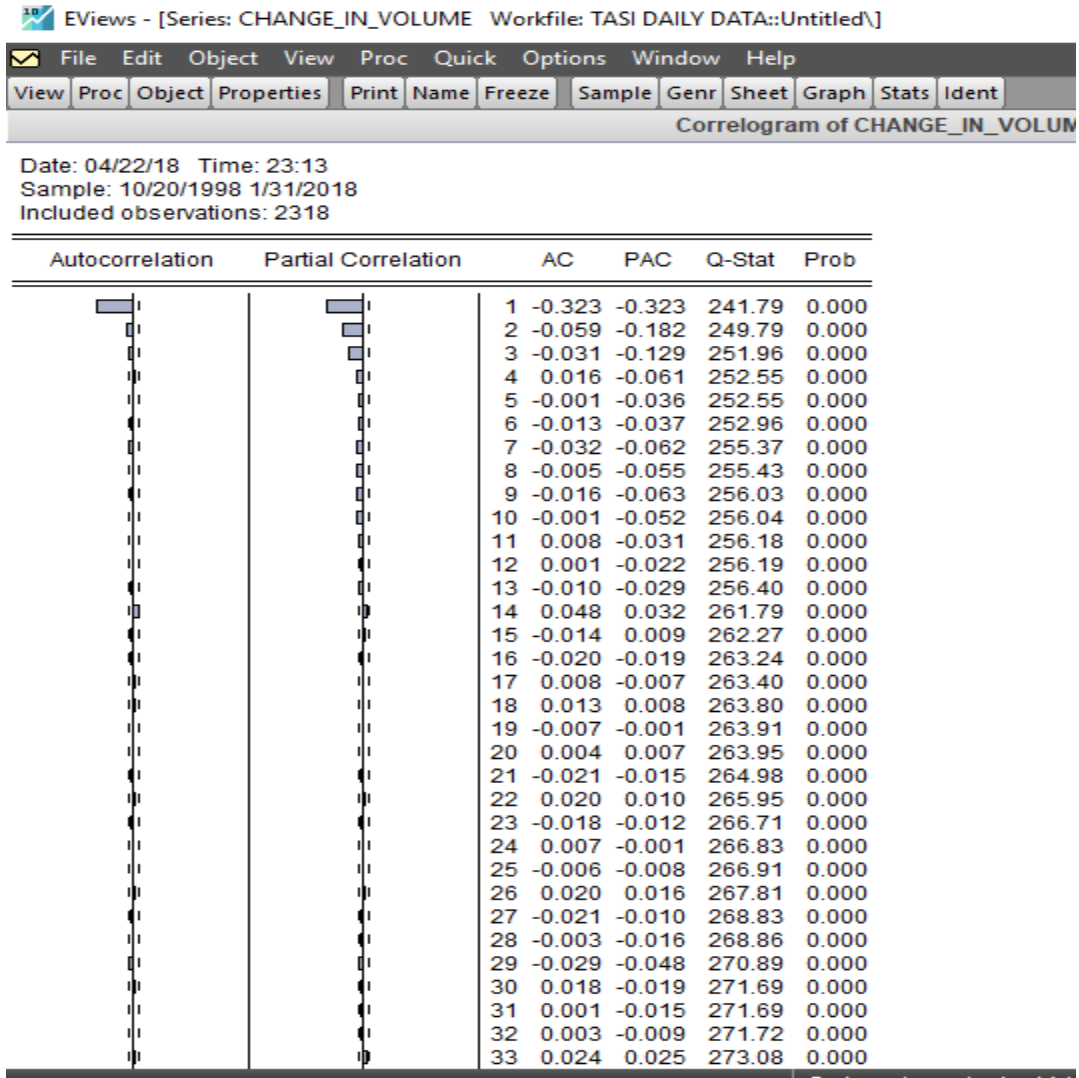 EViews - [Series: CHANGE_IN_VOLUME Workfile: TASI DAILY DATA::Untitled\]
File Edit Object View Proc Quick Options Window Help
View Proc Object Properties Print Name Freeze Sample Genr Sheet Graph Stats Ident
Correlogram of CHANGE_IN_VOLUM
Date: 04/22/18 Time: 23:13
Sample: 10/20/1998 1/31/2018
Included observations: 2318
Autocorrelation Partial Correlation AC PAC Q-Stat Prob
1 -0.323 -0.323 241.79 0.000
2 -0.059 -0.182 249.79 0.000
3 -0.031 -0.129 251.96 0.000
4 0.016 -0.061 252.55 0.000
5 -0.001 -0.036 252.55 0.000
6 -0.013 -0.037 252.96 0.000
7 -0.032 -0.062 255.37 0.000
8 -0.005 -0.055 255.43 0.000
9 -0.016 -0.063 256.03 0.000
10 -0.001 -0.052 256.04 0.000
11 0.008 -0.031 256.18 0.000
12 0.001 -0.022 256.19 0.000
13 -0.010 -0.029 256.40 0.000
14 0.048 0.032 261.79 0.000
15 -0.014 0.009 262.27 0.000
16 -0.020 -0.019 263.24 0.000
17 0.008 -0.007 263.40 0.000
18 0.013 0.008 263.80 0.000
19 -0.007 -0.001 263.91 0.000
20 0.004 0.007 263.95 0.000
21 -0.021 -0.015 264.98 0.000
22 0.020 0.010 265.95 0.000
23 -0.018 -0.012 266.71 0.000
24 0.007 -0.001 266.83 0.000
25 -0.006 -0.008 266.91 0.000
26 0.020 0.016 267.81 0.000
27 -0.021 -0.010 268.83 0.000
28 -0.003 -0.016 268.86 0.000
29 -0.029 -0.048 270.89 0.000
30 0.018 -0.019 271.69 0.000
31 0.001 -0.015 271.69 0.000
32 0.003 -0.009 271.72 0.000
33 0.024 0.025 273.08 0.000